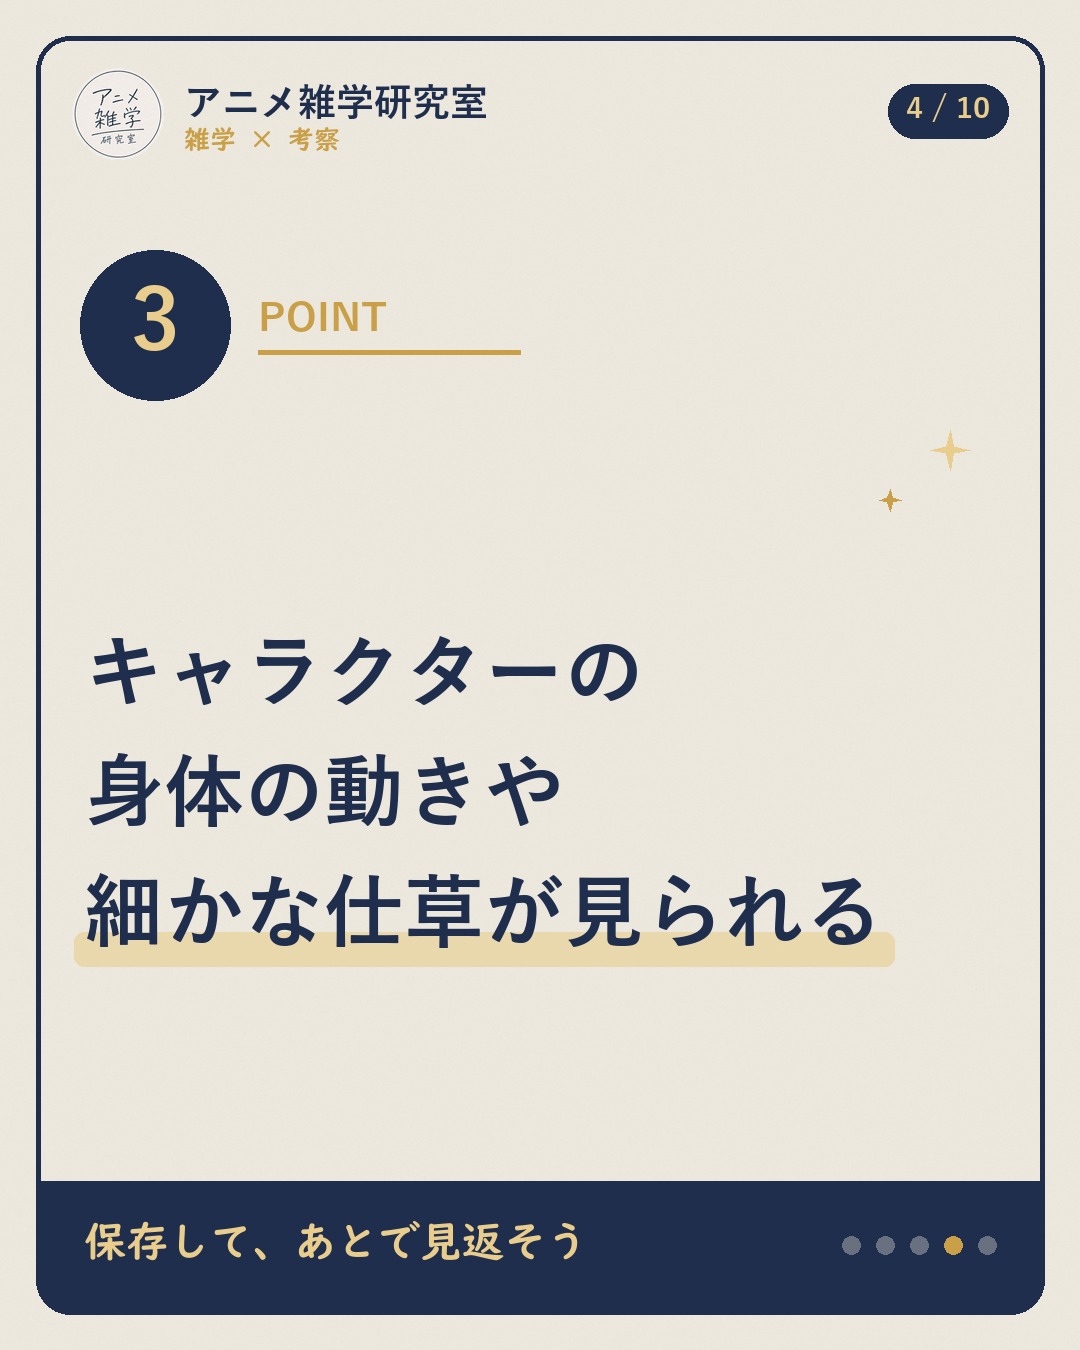 アニメ
雑学
研究室
アニメ雑学研究室
雑学 × 考察
4 / 10
3
POINT
キャラクターの
身体の動きや
細かな仕草が見られる
保存して、あとで見返そう